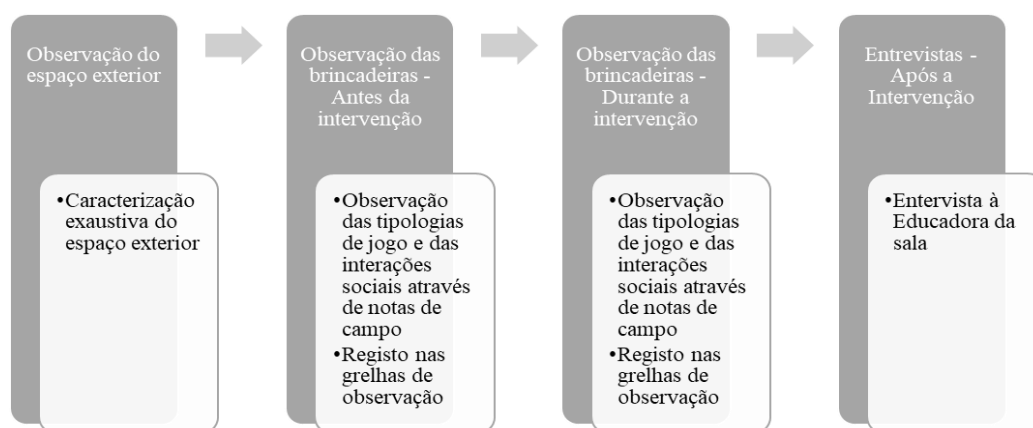 Observação do
espaço exterior
•Caracterização
exaustiva do
espaço exterior
Observação das
brincadeiras -
Antes da
intervenção
•Observação
das tipologias
de jogo e das
interações
sociais através
de notas de
campo
•Registo nas
grelhas de
observação
Observação das
brincadeiras -
Durante a
intervenção
•Observação
das tipologias
de jogo e das
interações
sociais através
de notas de
campo
•Registo nas
grelhas de
observação
Entrevistas -
Após a
Intervenção
•Entervista à
Educadora da
sala